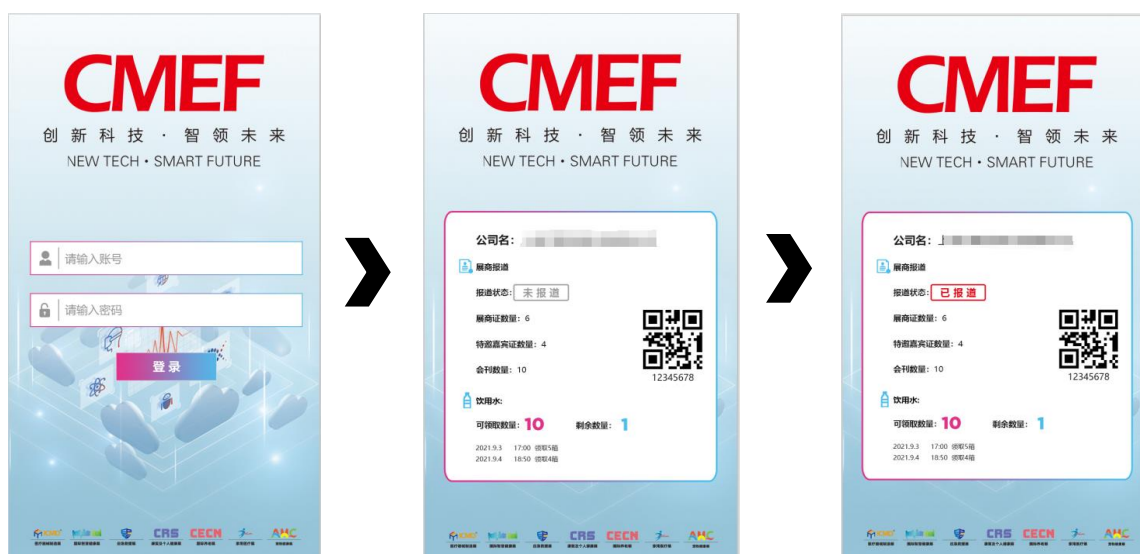 CMEF
创新科技·智领未来
NEW TECH•SMART FUTURE
请输入账号
请输入密码
登录
CRS
CECN
CMEF
创新科技·智领未来
NEW TECH•SMART FUTURE
公司名：
展商报道
报道状态: 未报道
展商证数量：6
特邀嘉宾证数量：4
会刊数量：10
12345678
饮用水:
可领取数量：10 剩余数量：1
2021.9.3 17:00 领取5箱
2021.9.4 18:50 领取4箱
CRS
CECN
CMEF
创新科技·智领未来
NEW TECH•SMART FUTURE
公司名：
展商报道
报道状态: 已报道
展商证数量：6
特邀嘉宾证数量：4
会刊数量：10
12345678
饮用水:
可领取数量：10 剩余数量：1
2021.9.3 17:00 领取5箱
2021.9.4 18:50 领取4箱
CRS
CECN